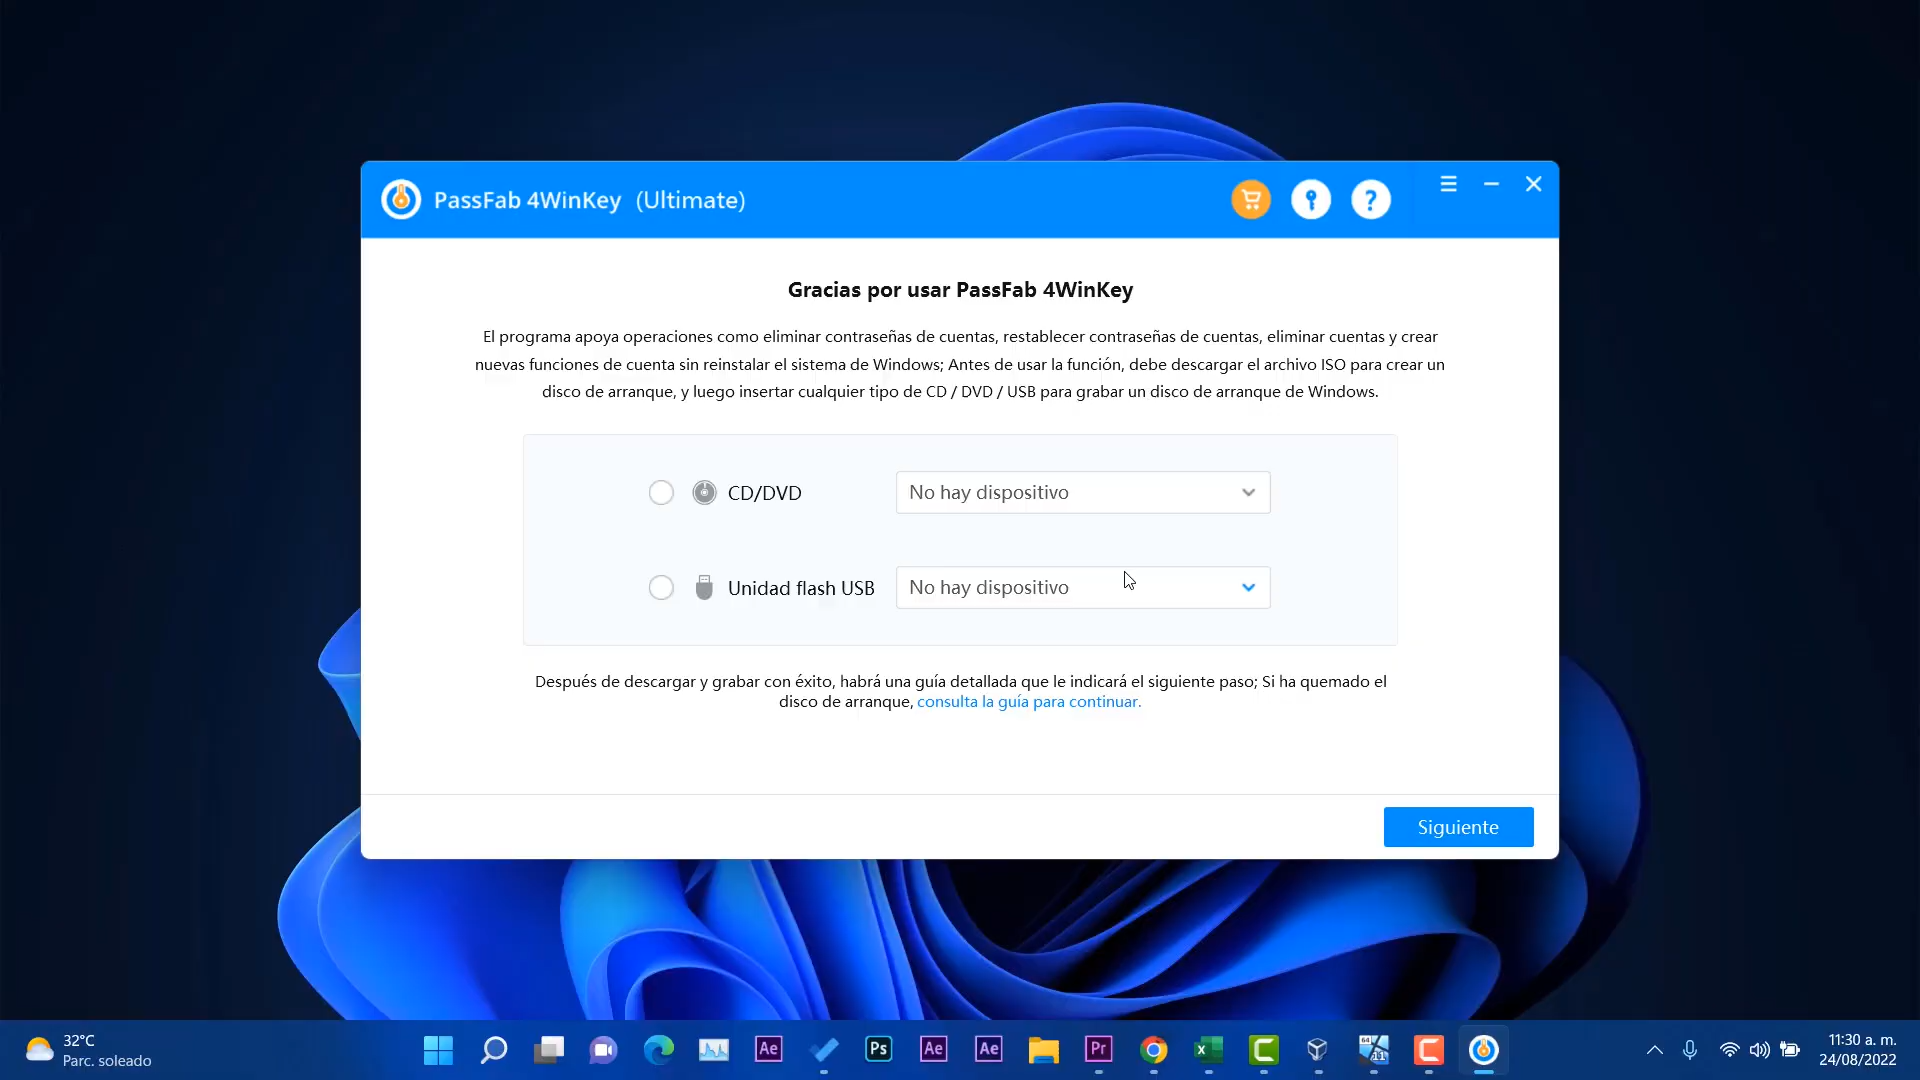 PassFab 4WinKey (Ultimate)
?
Gracias por usar PassFab 4WinKey
El programa apoya operaciones como eliminar contraseñas de cuentas, restablecer contraseñas de cuentas, eliminar cuentas y crear
nuevas funciones de cuenta sin reinstalar el sistema de Windows; Antes de usar la función, debe descargar el archivo ISO para crear un
disco de arranque, y luego insertar cualquier tipo de CD / DVD / USB para grabar un disco de arranque de Windows.
CD/DVD No hay dispositivo
Unidad flash USB No hay dispositivo
Después de descargar y grabar con éxito, habrá una guía detallada que le indicará el siguiente paso; Si ha quemado el
disco de arranque, consulta la guía para continuar.
Siguiente
32°C
Parc. soleado
Ae Ps Ae Ae Pr X C 64 11 C
11:30 a. m.
24/08/2022